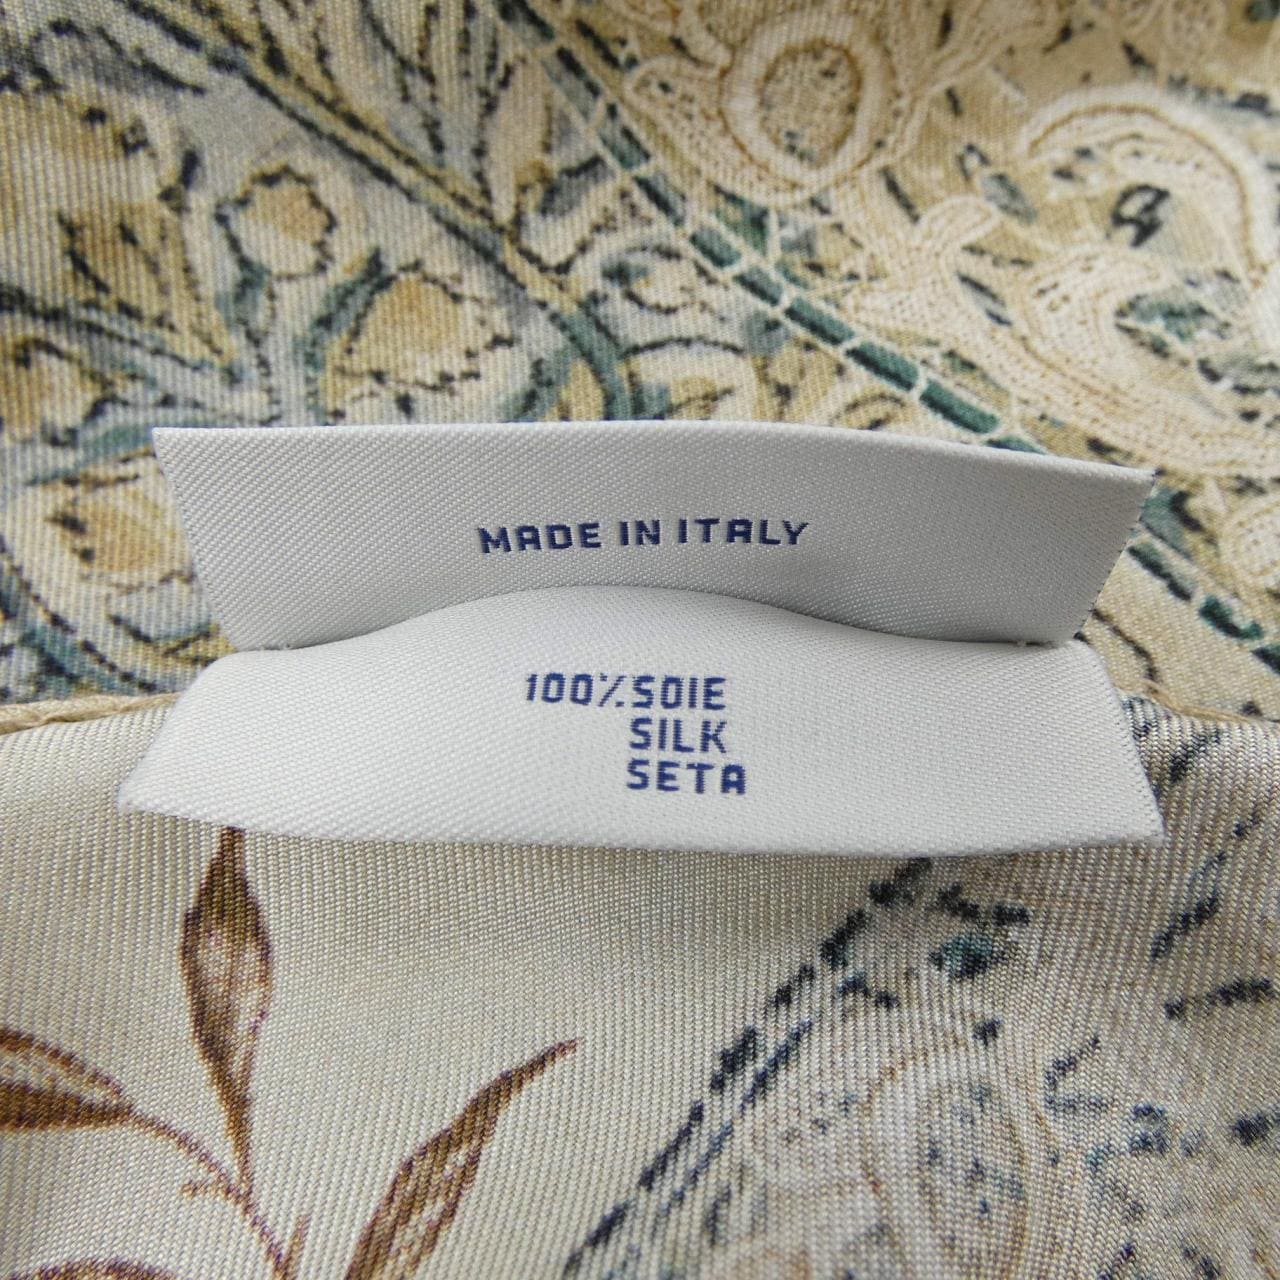 MADE IN ITALY
100% SOIE
SILK
SETA